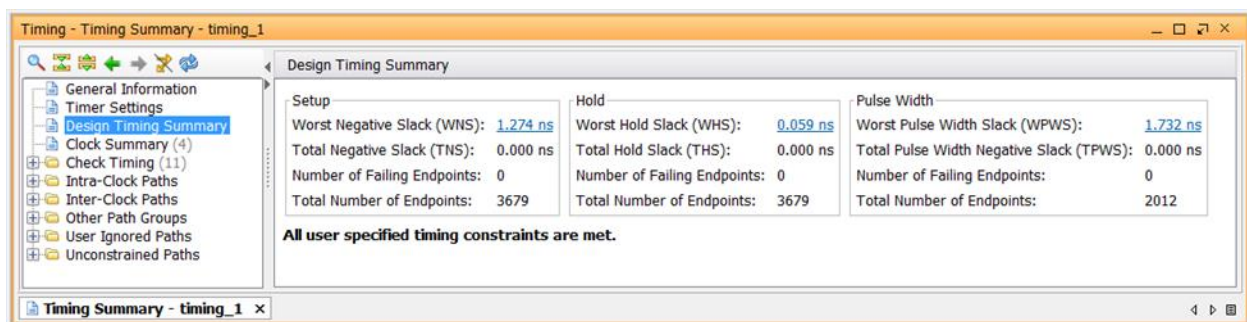 Timing - Timing Summary - timing_1
General Information
Timer Settings
Design Timing Summary
Clock Summary (4)
Check Timing (11)
Intra-Clock Paths
Inter-Clock Paths
Other Path Groups
User Ignored Paths
Unconstrained Paths
Design Timing Summary
Setup
Worst Negative Slack (WNS): 1.274 ns
Total Negative Slack (TNS): 0.000 ns
Number of Failing Endpoints: 0
Total Number of Endpoints: 3679
Hold
Worst Hold Slack (WHS): 0.059 ns
Total Hold Slack (THS): 0.000 ns
Number of Failing Endpoints: 0
Total Number of Endpoints: 3679
Pulse Width
Worst Pulse Width Slack (WPWS): 1.732 ns
Total Pulse Width Negative Slack (TPWS): 0.000 ns
Number of Failing Endpoints: 0
Total Number of Endpoints: 2012
All user specified timing constraints are met.
Timing Summary - timing_1